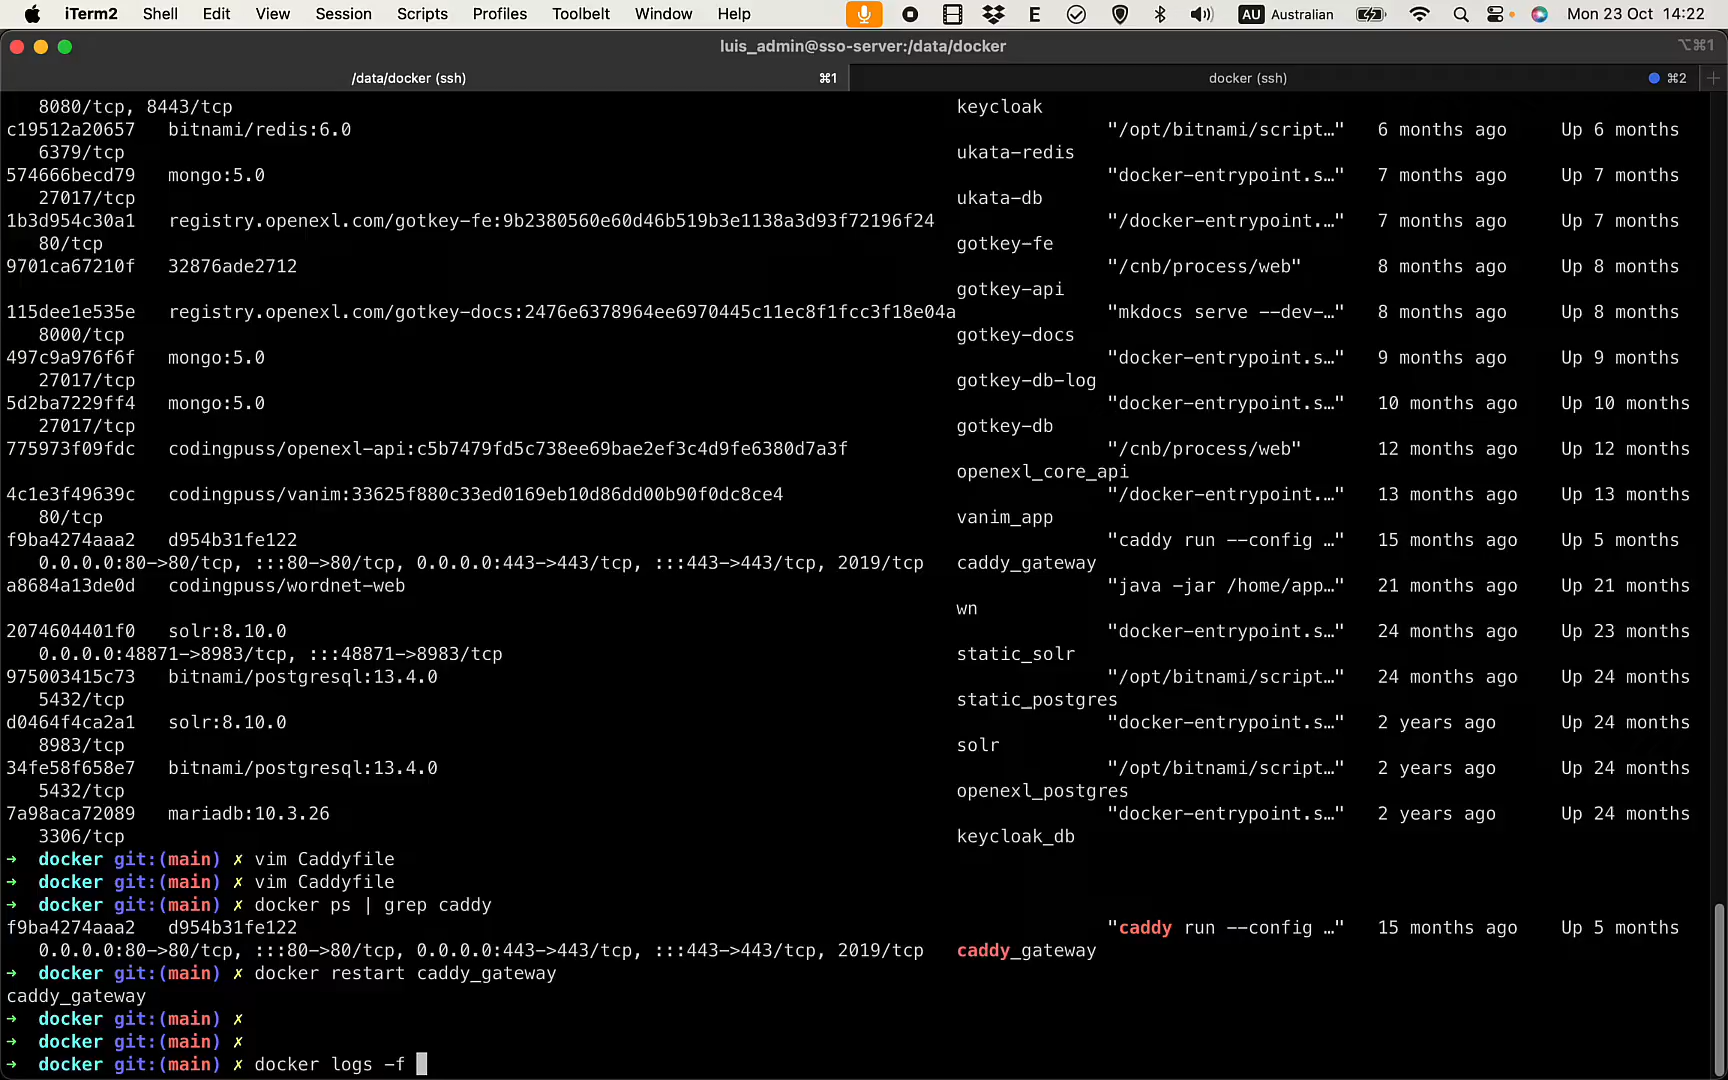 iTerm2 Shell Edit View Session Scripts Profiles Toolbelt Window Help E AU Australian Mon 23 Oct 14:22
luis_admin@sso-server:/data/docker ⌥⌘1
/data/docker (ssh) ⌘1 docker (ssh) ⌘2
8080/tcp, 8443/tcp keycloak
c19512a20657 bitnami/redis:6.0 "/opt/bitnami/script…" 6 months ago Up 6 months
6379/tcp ukata-redis
574666becd79 mongo:5.0 "docker-entrypoint.s…" 7 months ago Up 7 months
27017/tcp ukata-db
1b3d954c30a1 registry.openexl.com/gotkey-fe:9b2380560e60d46b519b3e1138a3d93f72196f24 "/docker-entrypoint.…" 7 months ago Up 7 months
80/tcp gotkey-fe
9701ca67210f 32876ade2712 "/cnb/process/web" 8 months ago Up 8 months
gotkey-api
115dee1e535e registry.openexl.com/gotkey-docs:2476e6378964ee6970445c11ec8f1fcc3f18e04a "mkdocs serve --dev-…" 8 months ago Up 8 months
8000/tcp gotkey-docs
497c9a976f6f mongo:5.0 "docker-entrypoint.s…" 9 months ago Up 9 months
27017/tcp gotkey-db-log
5d2ba7229ff4 mongo:5.0 "docker-entrypoint.s…" 10 months ago Up 10 months
27017/tcp gotkey-db
775973f09fdc codingpuss/openexl-api:c5b7479fd5c738ee69bae2ef3c4d9fe6380d7a3f "/cnb/process/web" 12 months ago Up 12 months
openexl_core_api
4c1e3f49639c codingpuss/vanim:33625f880c33ed0169eb10d86dd00b90f0dc8ce4 "/docker-entrypoint.…" 13 months ago Up 13 months
80/tcp vanim_app
f9ba4274aaa2 d954b31fe122 "caddy run --config …" 15 months ago Up 5 months
0.0.0.0:80->80/tcp, :::80->80/tcp, 0.0.0.0:443->443/tcp, :::443->443/tcp, 2019/tcp caddy_gateway
a8684a13de0d codingpuss/wordnet-web "java -jar /home/app…" 21 months ago Up 21 months
wn
2074604401f0 solr:8.10.0 "docker-entrypoint.s…" 24 months ago Up 23 months
0.0.0.0:48871->8983/tcp, :::48871->8983/tcp static_solr
975003415c73 bitnami/postgresql:13.4.0 "/opt/bitnami/script…" 24 months ago Up 24 months
5432/tcp static_postgres
d0464f4ca2a1 solr:8.10.0 "docker-entrypoint.s…" 2 years ago Up 24 months
8983/tcp solr
34fe58f658e7 bitnami/postgresql:13.4.0 "/opt/bitnami/script…" 2 years ago Up 24 months
5432/tcp openexl_postgres
7a98aca72089 mariadb:10.3.26 "docker-entrypoint.s…" 2 years ago Up 24 months
3306/tcp keycloak_db
→ docker git:(main) ✗ vim Caddyfile
→ docker git:(main) ✗ vim Caddyfile
→ docker git:(main) ✗ docker ps | grep caddy
f9ba4274aaa2 d954b31fe122 "caddy run --config …" 15 months ago Up 5 months
0.0.0.0:80->80/tcp, :::80->80/tcp, 0.0.0.0:443->443/tcp, :::443->443/tcp, 2019/tcp caddy_gateway
→ docker git:(main) ✗ docker restart caddy_gateway
caddy_gateway
→ docker git:(main) ✗
→ docker git:(main) ✗
→ docker git:(main) ✗ docker logs -f